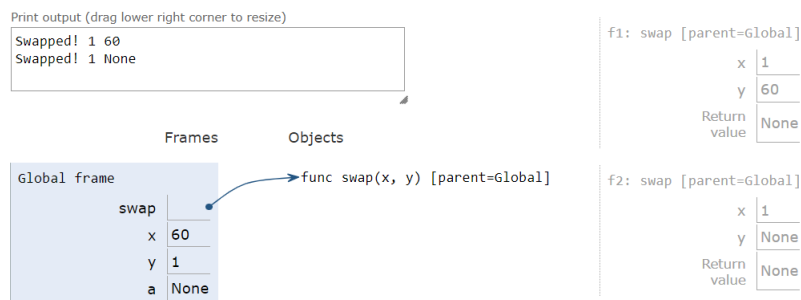 Print output (drag lower right corner to resize)
Swapped! 1 60
Swapped! 1 None
Frames
Objects
Global frame
swap
x 60
y 1
a None
func swap(x, y) [parent=Global]
f1: swap [parent=Global]
x 1
y 60
Return
value None
f2: swap [parent=Global]
x 1
y None
Return
value None